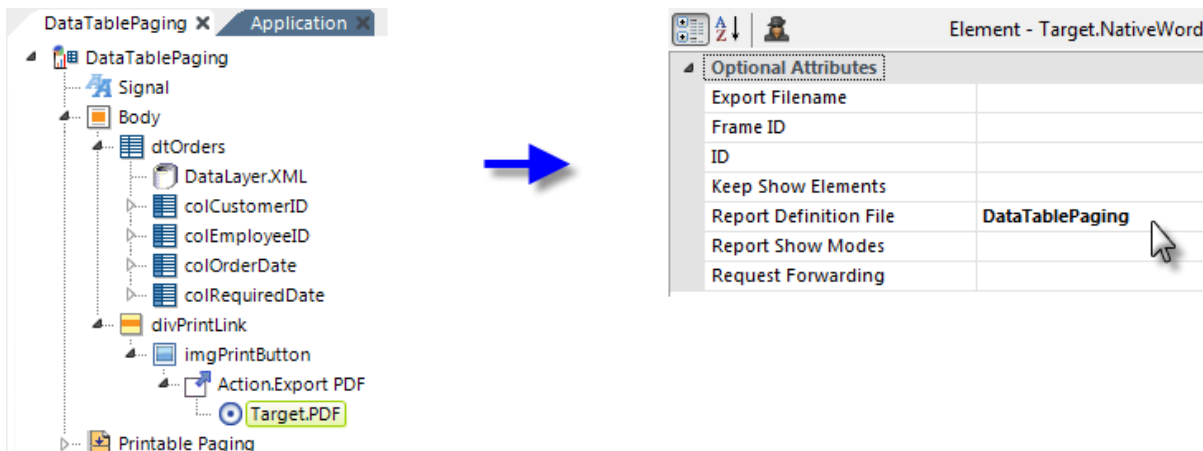 DataTablePaging Application
DataTablePaging
Signal
Body
dtOrders
DataLayer.XML
colCustomerID
colEmployeeID
colOrderDate
colRequiredDate
divPrintLink
imgPrintButton
Action.Export PDF
Target.PDF
Printable Paging
Element - Target.NativeWord
Optional Attributes
Export Filename
Frame ID
ID
Keep Show Elements
Report Definition File DataTablePaging
Report Show Modes
Request Forwarding